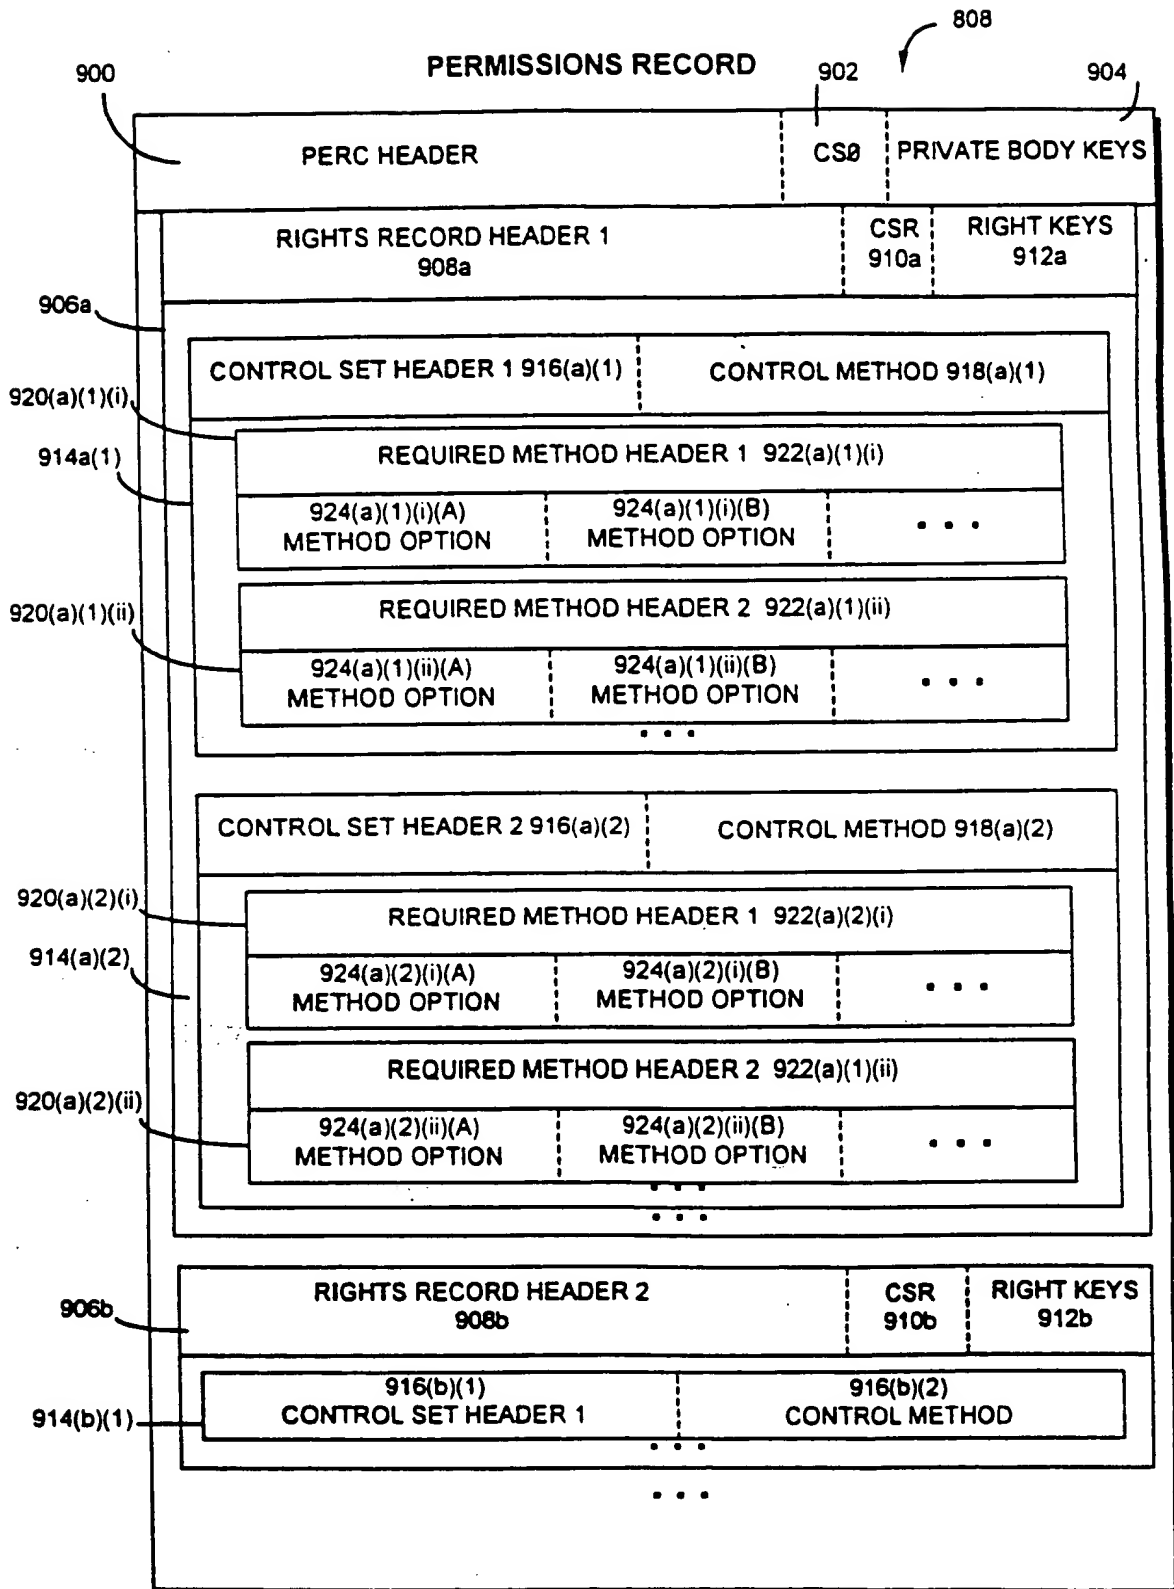 808
PERMISSIONS RECORD
900
902
904
PERC HEADER
CSØ
PRIVATE BODY KEYS
RIGHTS RECORD HEADER 1
908a
CSR
910a
RIGHT KEYS
912a
906a
CONTROL SET HEADER 1 916(a)(1)
CONTROL METHOD 918(a)(1)
920(a)(1)(i)
REQUIRED METHOD HEADER 1 922(a)(1)(i)
914a(1)
924(a)(1)(i)(A)
METHOD OPTION
924(a)(1)(i)(B)
METHOD OPTION
• • •
920(a)(1)(ii)
REQUIRED METHOD HEADER 2 922(a)(1)(ii)
924(a)(1)(ii)(A)
METHOD OPTION
924(a)(1)(ii)(B)
METHOD OPTION
• • •
• • •
CONTROL SET HEADER 2 916(a)(2)
CONTROL METHOD 918(a)(2)
920(a)(2)(i)
REQUIRED METHOD HEADER 1 922(a)(2)(i)
914(a)(2)
924(a)(2)(i)(A)
METHOD OPTION
924(a)(2)(i)(B)
METHOD OPTION
• • •
REQUIRED METHOD HEADER 2 922(a)(1)(ii)
920(a)(2)(ii)
924(a)(2)(ii)(A)
METHOD OPTION
924(a)(2)(ii)(B)
METHOD OPTION
• • •
• • •
• • •
906b
RIGHTS RECORD HEADER 2
908b
CSR
910b
RIGHT KEYS
912b
914(b)(1)
916(b)(1)
CONTROL SET HEADER 1
916(b)(2)
CONTROL METHOD
• • •
• • •